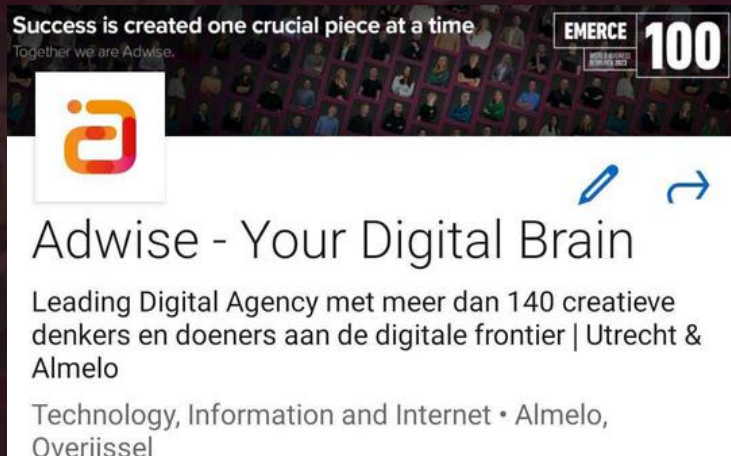 Success is created one crucial piece at a time
Together we are Adwise.
EMERCE
100
Adwise - Your Digital Brain
Leading Digital Agency met meer dan 140 creatieve
denkers en doeners aan de digitale frontier | Utrecht &
Almelo
Technology, Information and Internet • Almelo,
Overijssel